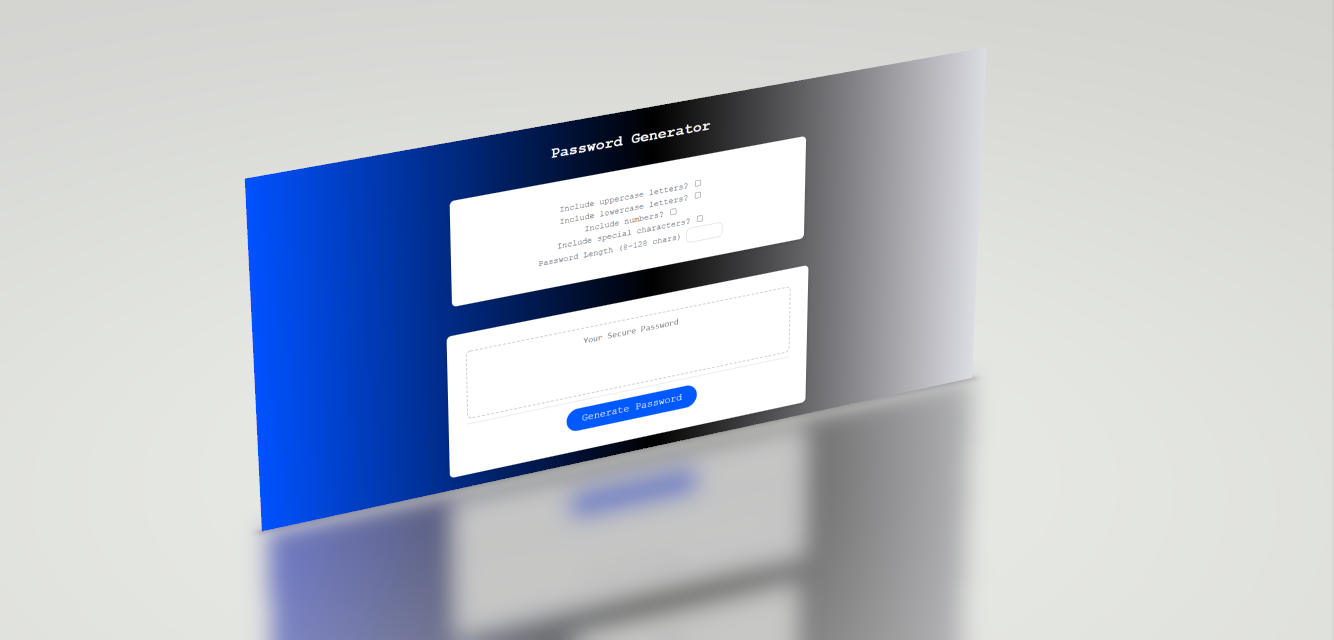 Password Generator
Include uppercase letters?
Include lowercase letters?
Include numbers?
Include special characters?
Password Length (8-128 chars)
Your Secure Password
Generate Password